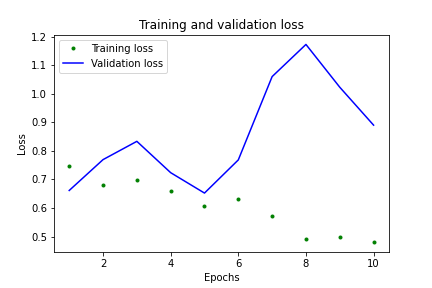 Training and validation loss
Training loss
Validation loss
1.2
1.1
1.0
0.9
0.8
0.7
0.6
0.5
Loss
2 4 6 8 10
Epochs